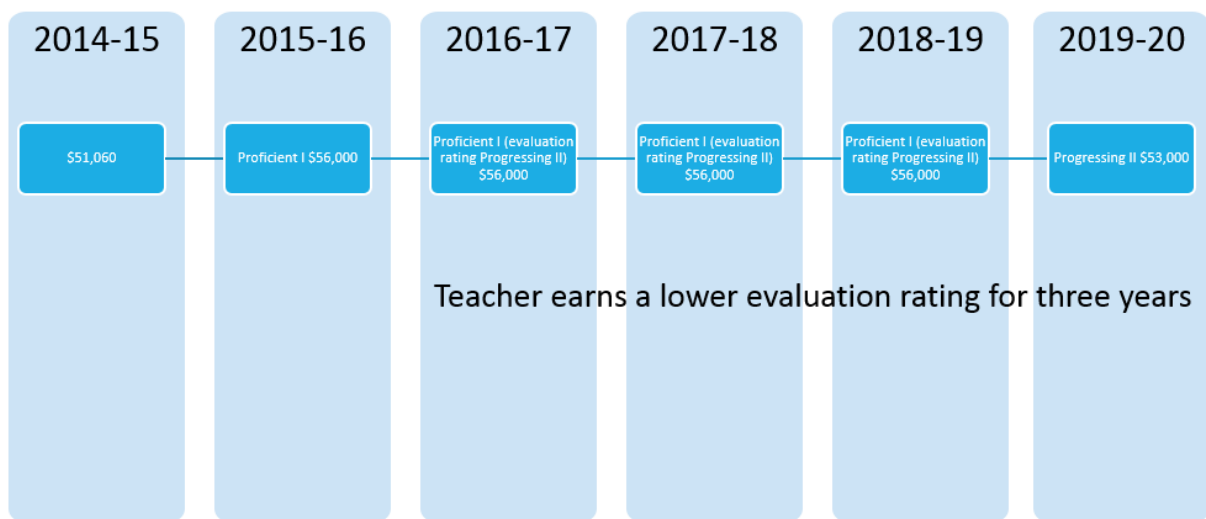 2014-15
2015-16
2016-17
2017-18
2018-19
2019-20
$51,060
Proficient I $56,000
Proficient I (evaluation
rating Progressing II)
$56,000
Proficient I (evaluation
rating Progressing II)
$56,000
Proficient I (evaluation
rating Progressing II)
$56,000
Progressing II $53,000
Teacher earns a lower evaluation rating for three years